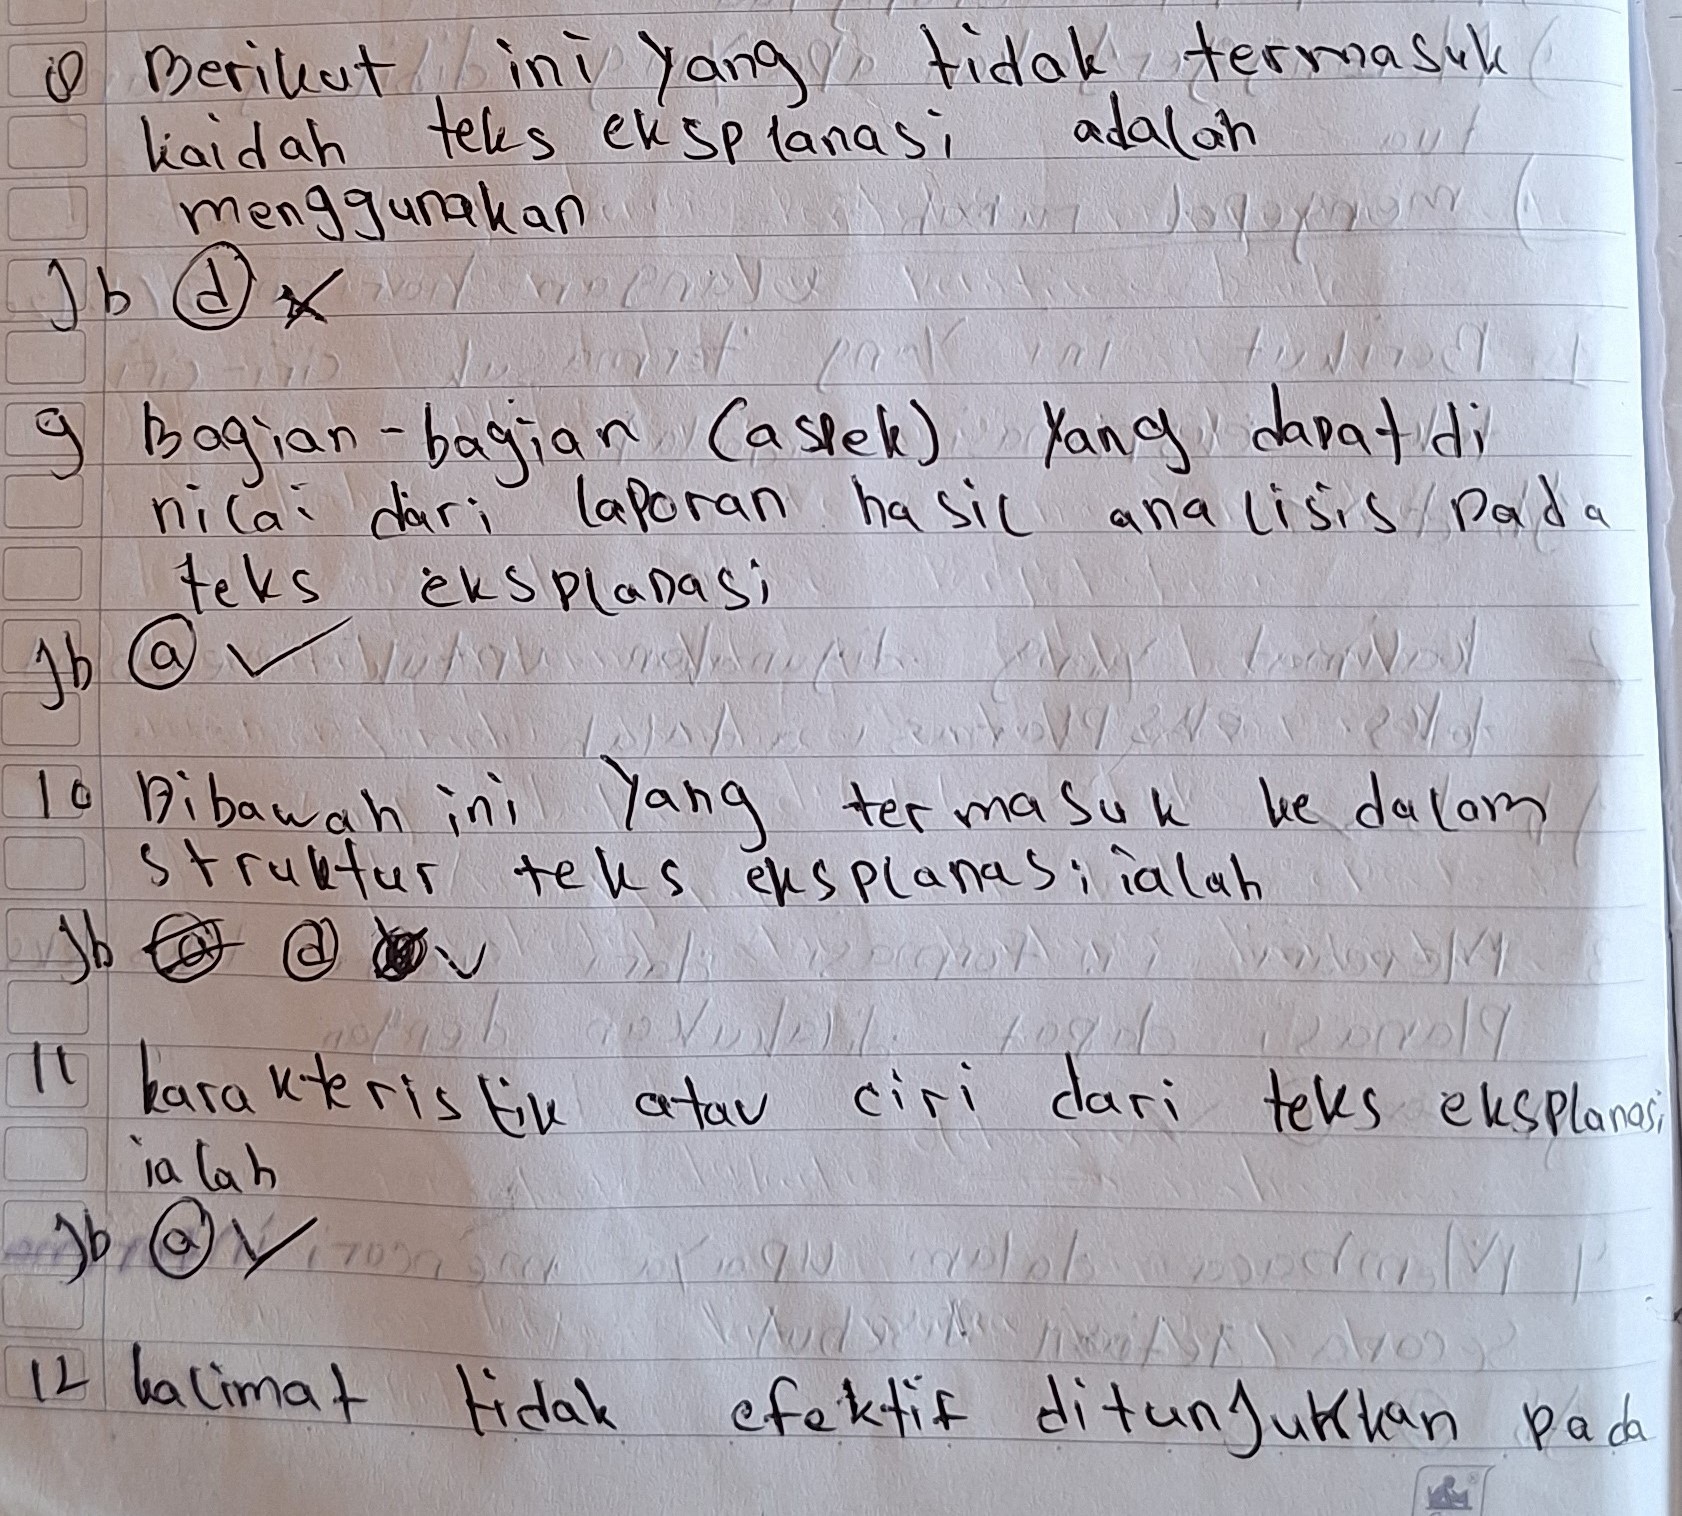 8 Berikut ini yang tidak termasuk
kaidah teks eksplanasi adalah
menggunakan
Jb d x
9 Bagian-bagian (aspek) yang dapat di
nilai dari laporan hasil analisis pada
teks eksplanasi
Jb a ✓
10 Dibawah ini yang termasuk ke dalam
struktur teks eksplanasi ialah
Jb d ✓
11 karakteristik atau ciri dari teks eksplanasi
ialah
Jb a ✓
12 kalimat tidak efektif ditunjukkan pada